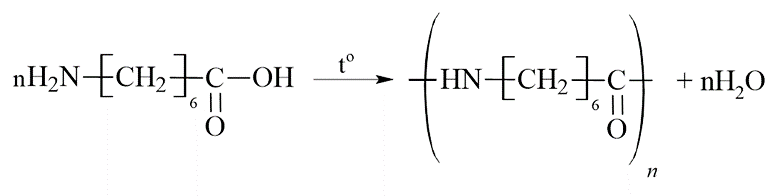 nH₂N–[CH₂]₆–C(=O)–OH —t°→ (–HN–[CH₂]₆–C(=O)–)n + nH₂O